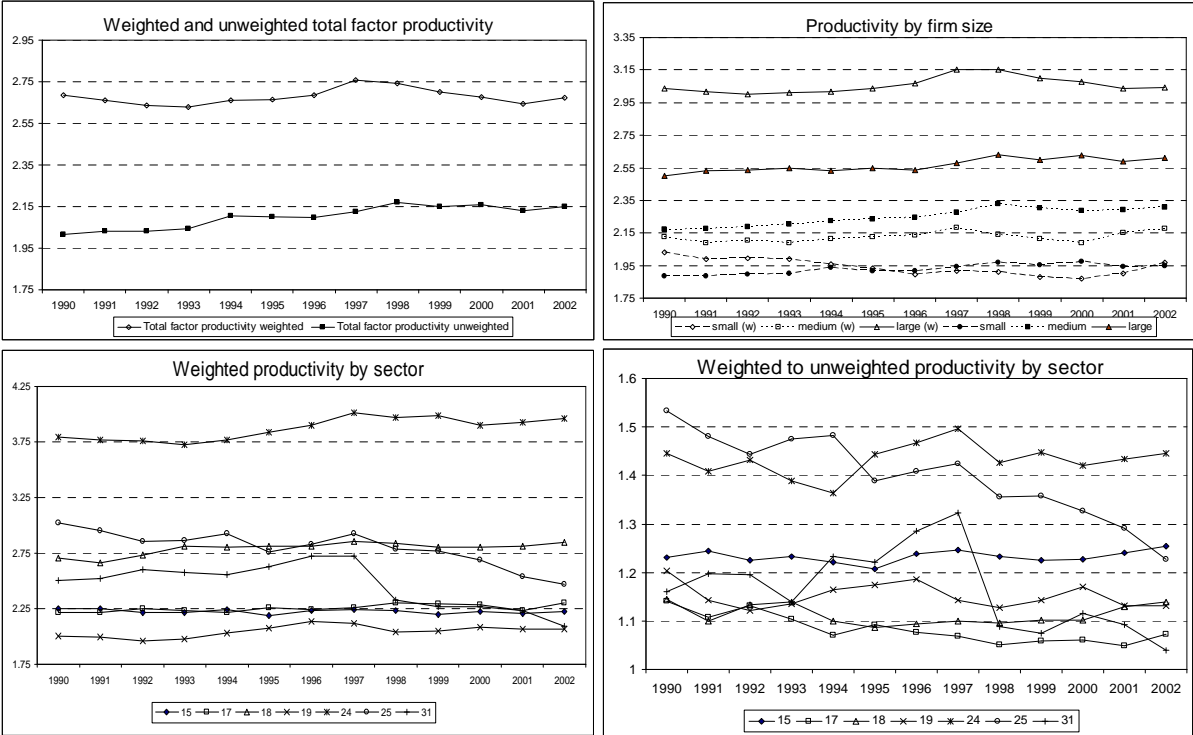 Weighted and unweighted total factor productivity
2.95
2.75
2.55
2.35
2.15
1.95
1.75
1990 1991 1992 1993 1994 1995 1996 1997 1998 1999 2000 2001 2002
Total factor productivity weighted Total factor productivity unweighted
Productivity by firm size
3.35
3.15
2.95
2.75
2.55
2.35
2.15
1.95
1.75
1990 1991 1992 1993 1994 1995 1996 1997 1998 1999 2000 2001 2002
small (w) medium (w) large (w) small medium large
Weighted productivity by sector
4.25
3.75
3.25
2.75
2.25
1.75
1990 1991 1992 1993 1994 1995 1996 1997 1998 1999 2000 2001 2002
15 17 18 19 24 25 31
Weighted to unweighted productivity by sector
1.6
1.5
1.4
1.3
1.2
1.1
1
1990 1991 1992 1993 1994 1995 1996 1997 1998 1999 2000 2001 2002
15 17 18 19 24 25 31